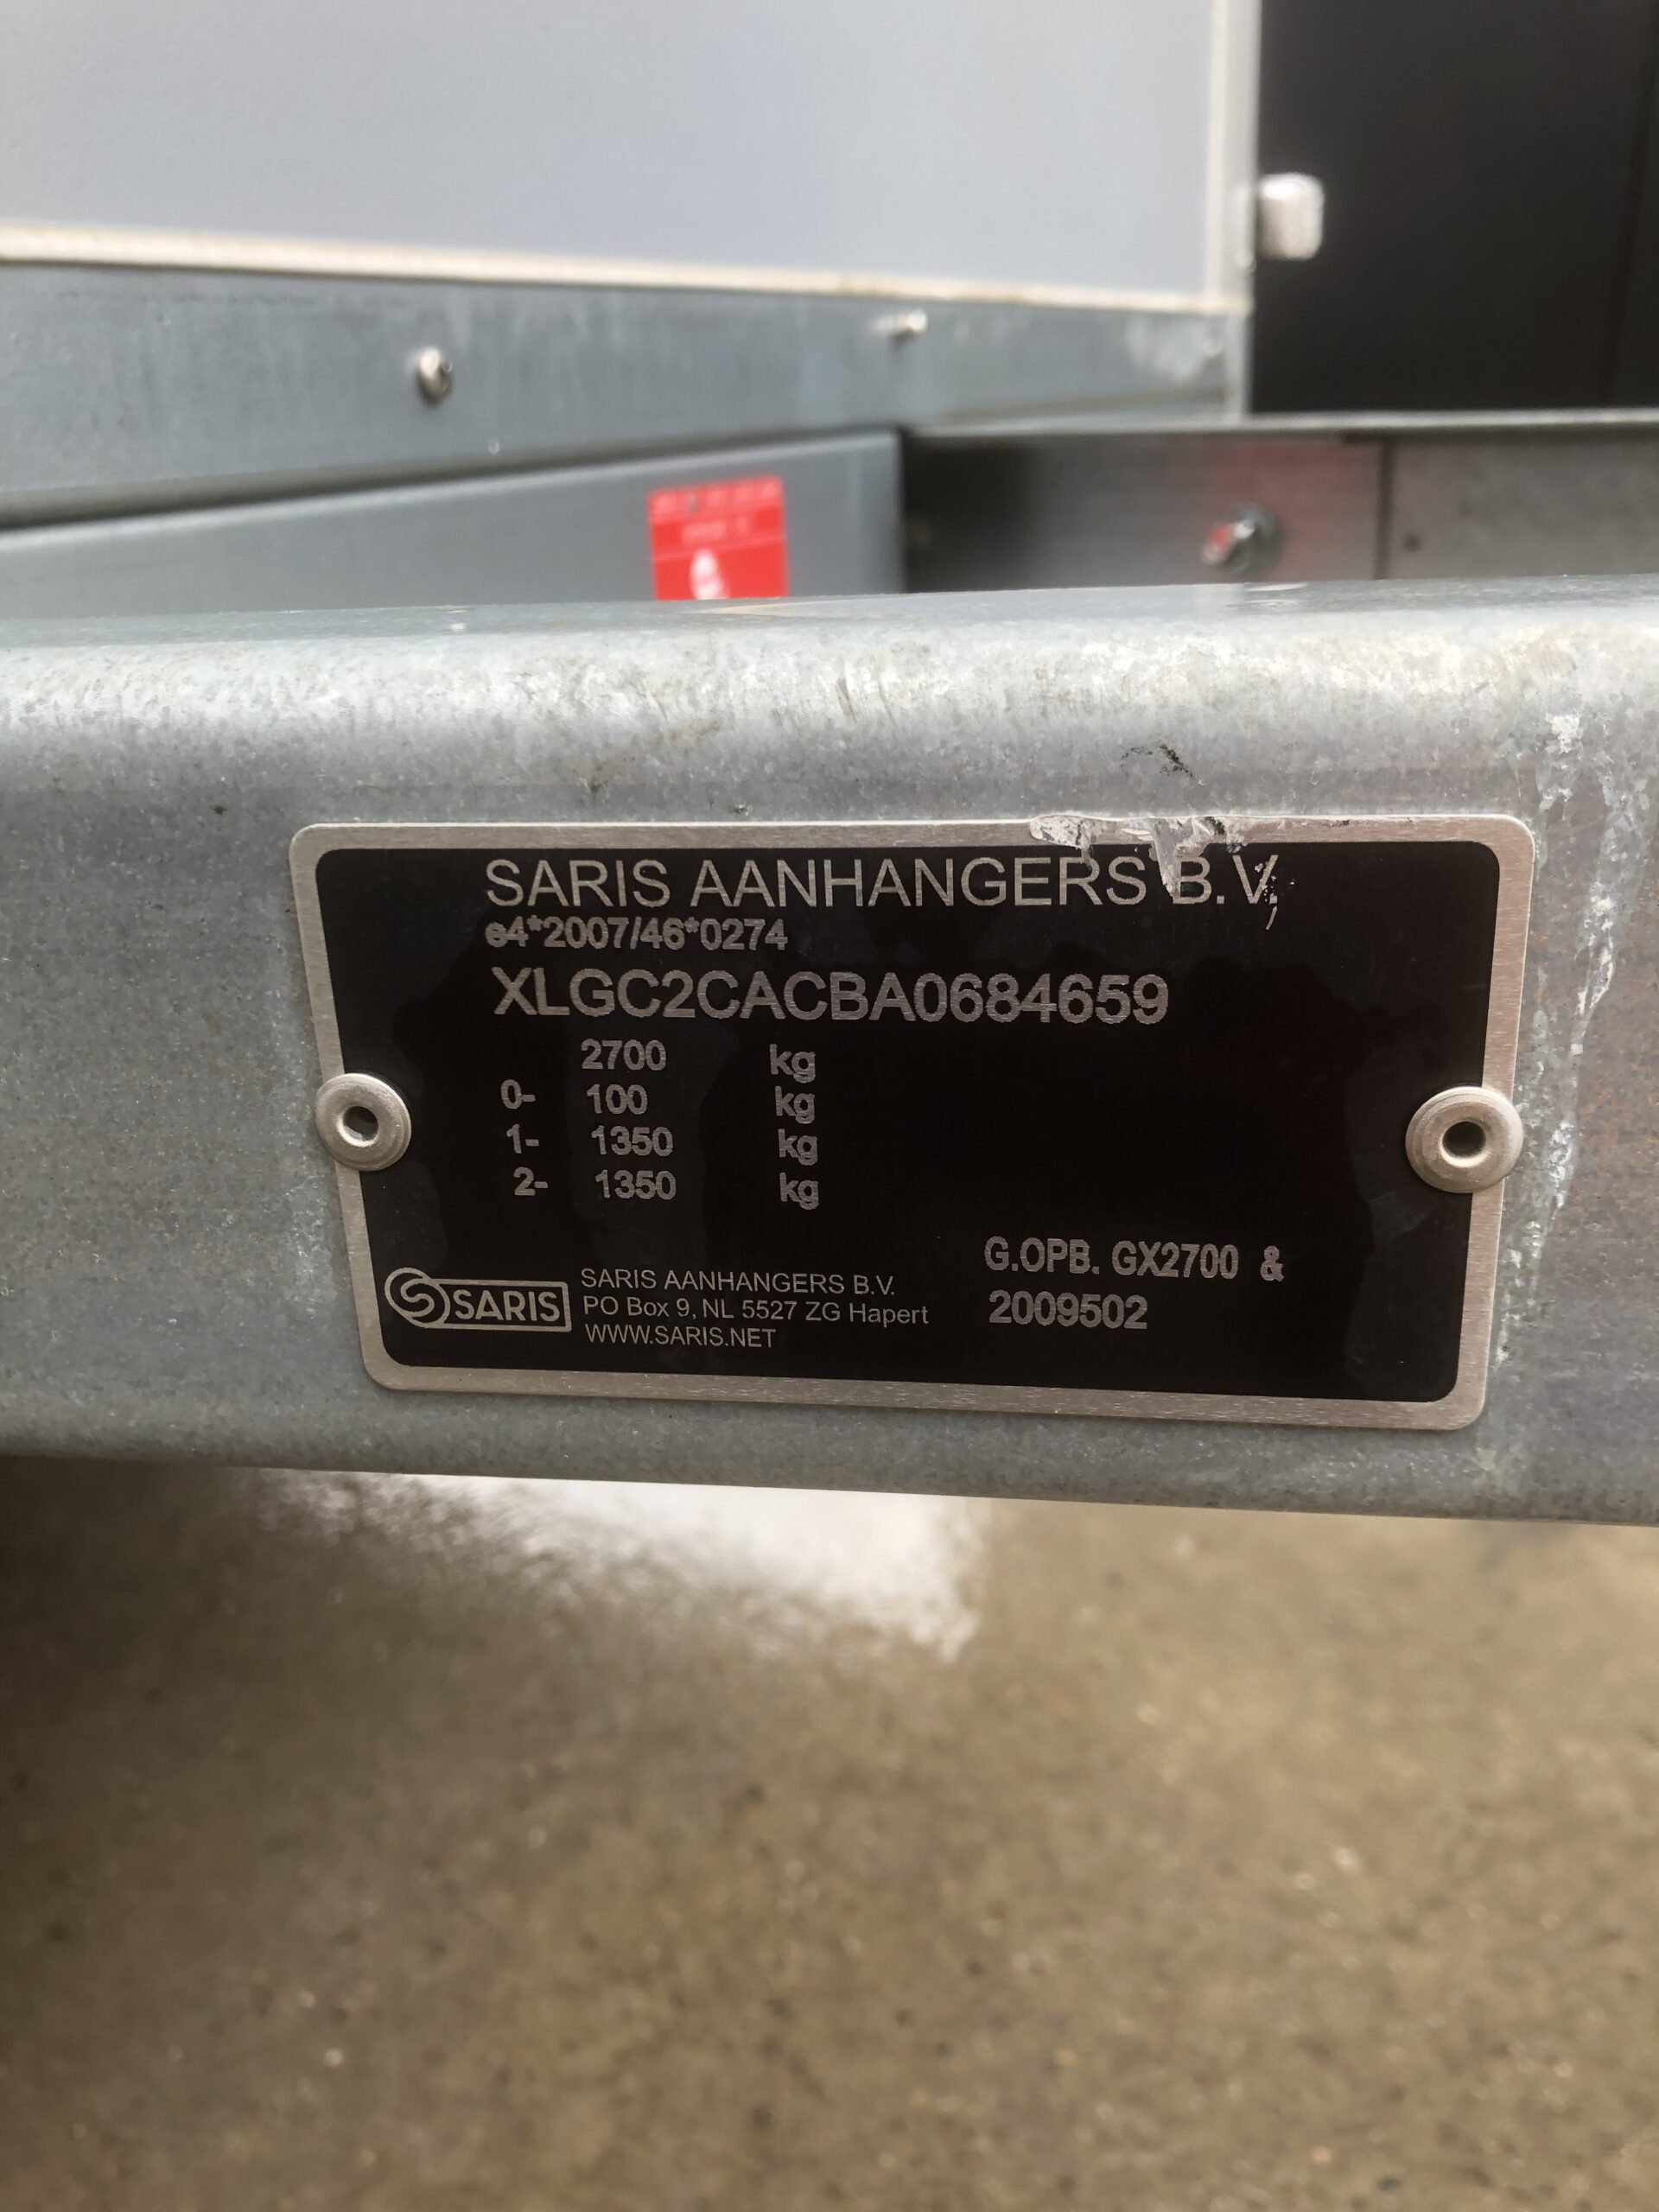 SARIS AANHANGERS B.V.
e4*2007/46*0274
XLGC2CACBA0684659
2700 kg
0- 100 kg
1- 1350 kg
2- 1350 kg
G.OPB. GX2700 &
2009502
SARIS
SARIS AANHANGERS B.V.
PO Box 9, NL 5527 ZG Hapert
WWW.SARIS.NET